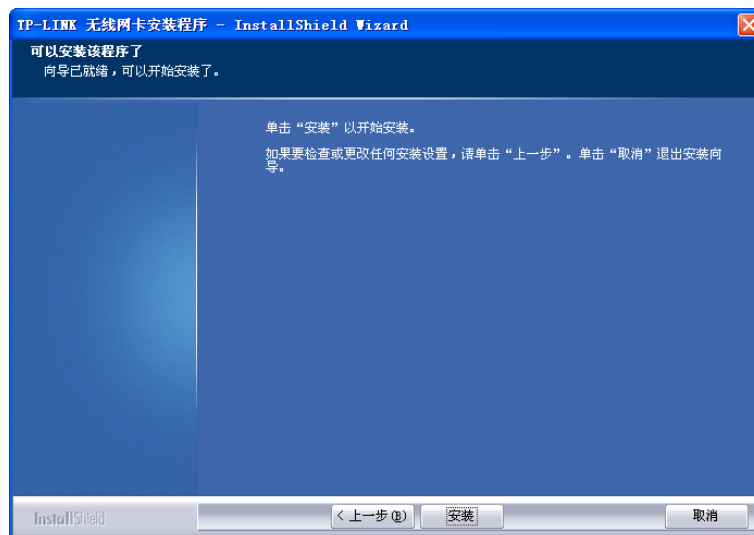 TP-LINK 无线网卡安装程序 - InstallShield Wizard
可以安装该程序了
向导已就绪，可以开始安装了。
单击“安装”以开始安装。
如果要检查或更改任何安装设置，请单击“上一步”。单击“取消”退出安装向
导。
InstallShield
< 上一步(B)
安装
取消